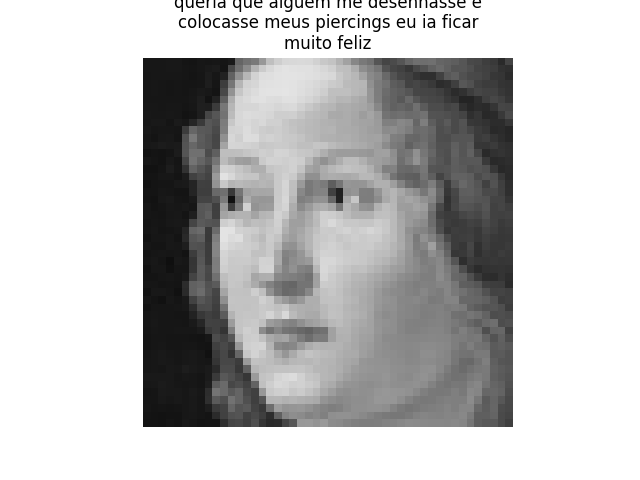 queria que alguém me desenhasse e
colocasse meus piercings eu ia ficar
muito feliz